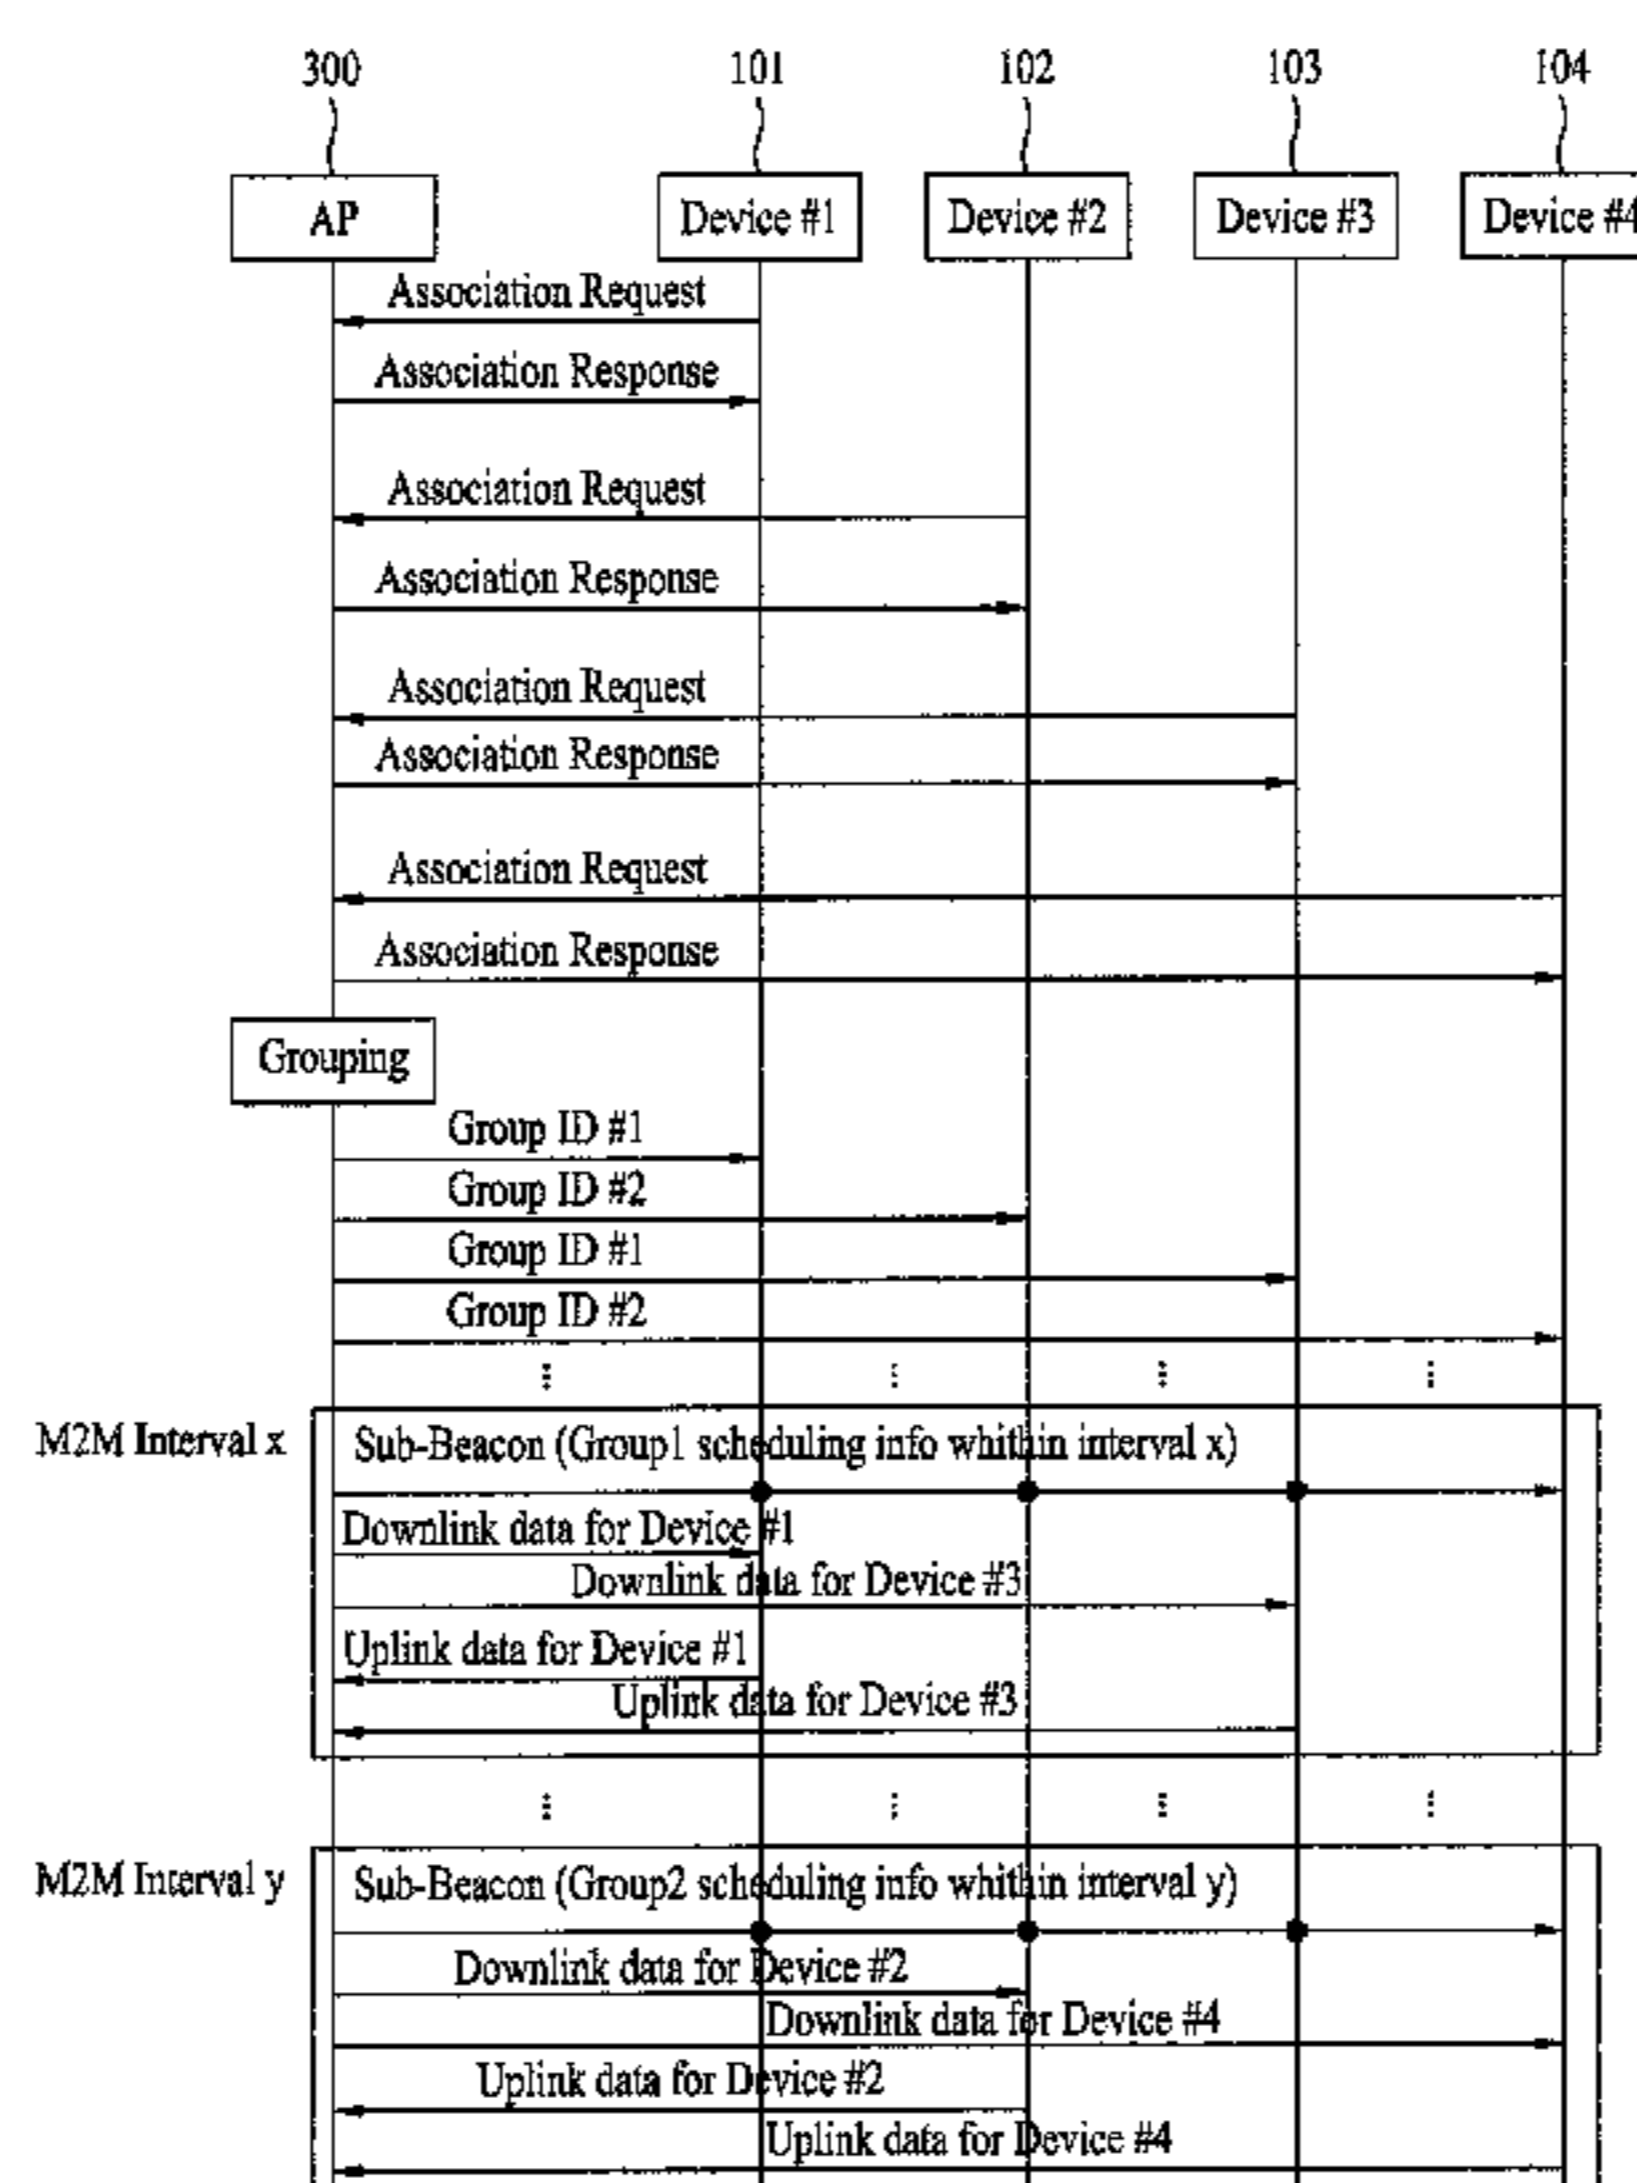 300 101 102 103 104
AP Device #1 Device #2 Device #3 Device #4
Association Request
Association Response
Association Request
Association Response
Association Request
Association Response
Association Request
Association Response
Grouping
Group ID #1
Group ID #2
Group ID #1
Group ID #2
M2M Interval x
Sub-Beacon (Group1 scheduling info whithin interval x)
Downlink data for Device #1
Downlink data for Device #3
Uplink data for Device #1
Uplink data for Device #3
M2M Interval y
Sub-Beacon (Group2 scheduling info whithin interval y)
Downlink data for Device #2
Downlink data for Device #4
Uplink data for Device #2
Uplink data for Device #4